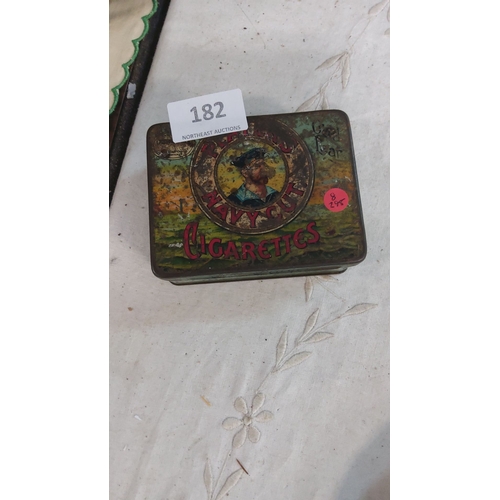 182
NORTHEAST AUCTIONS
NAVY CUT
CIGARETTES